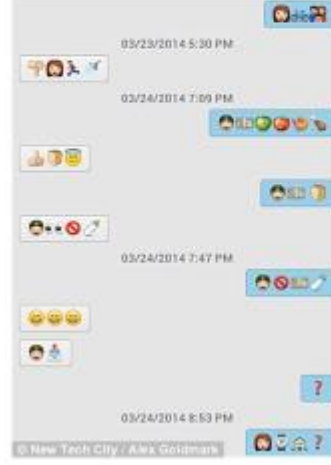 03/23/2014 5:30 PM
03/24/2014 7:09 PM
03/24/2014 7:47 PM
03/24/2014 8:53 PM
© New Tech City / Alex Goldmark